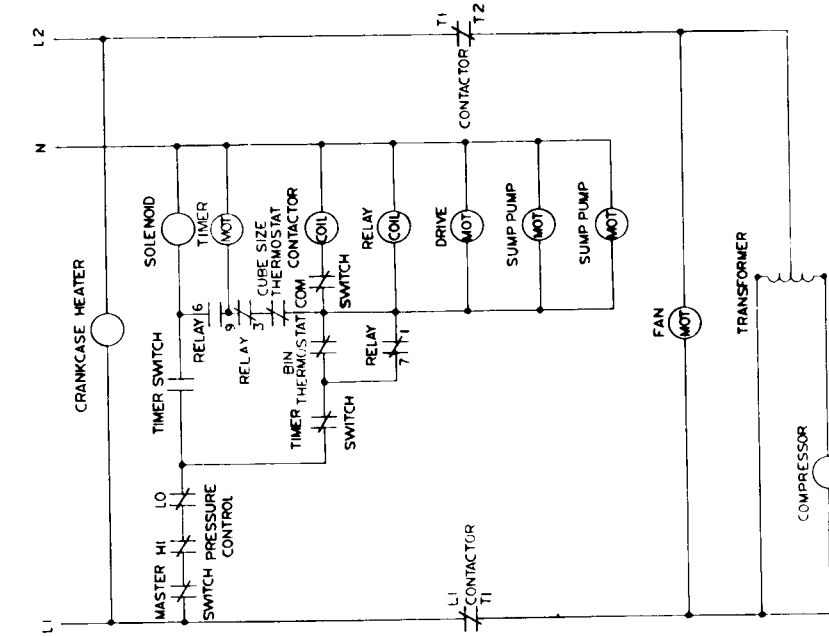 L2
N
L1
CRANKCASE HEATER
SOLENOID
TIMER
MOT
CUBE SIZE
THERMOSTAT
CONTACTOR
COIL
RELAY
COIL
DRIVE
MOT
SUMP PUMP
MOT
SUMP PUMP
MOT
T1
T2
CONTACTOR
TIMER SWITCH
RELAY 6
9
RELAY
3
SWITCH
BIN
THERMOSTAT COM
RELAY
7
1
TIMER
SWITCH
MASTER HI LO
SWITCH PRESSURE
CONTROL
L1
CONTACTOR
T1
FAN
MOT
TRANSFORMER
COMPRESSOR